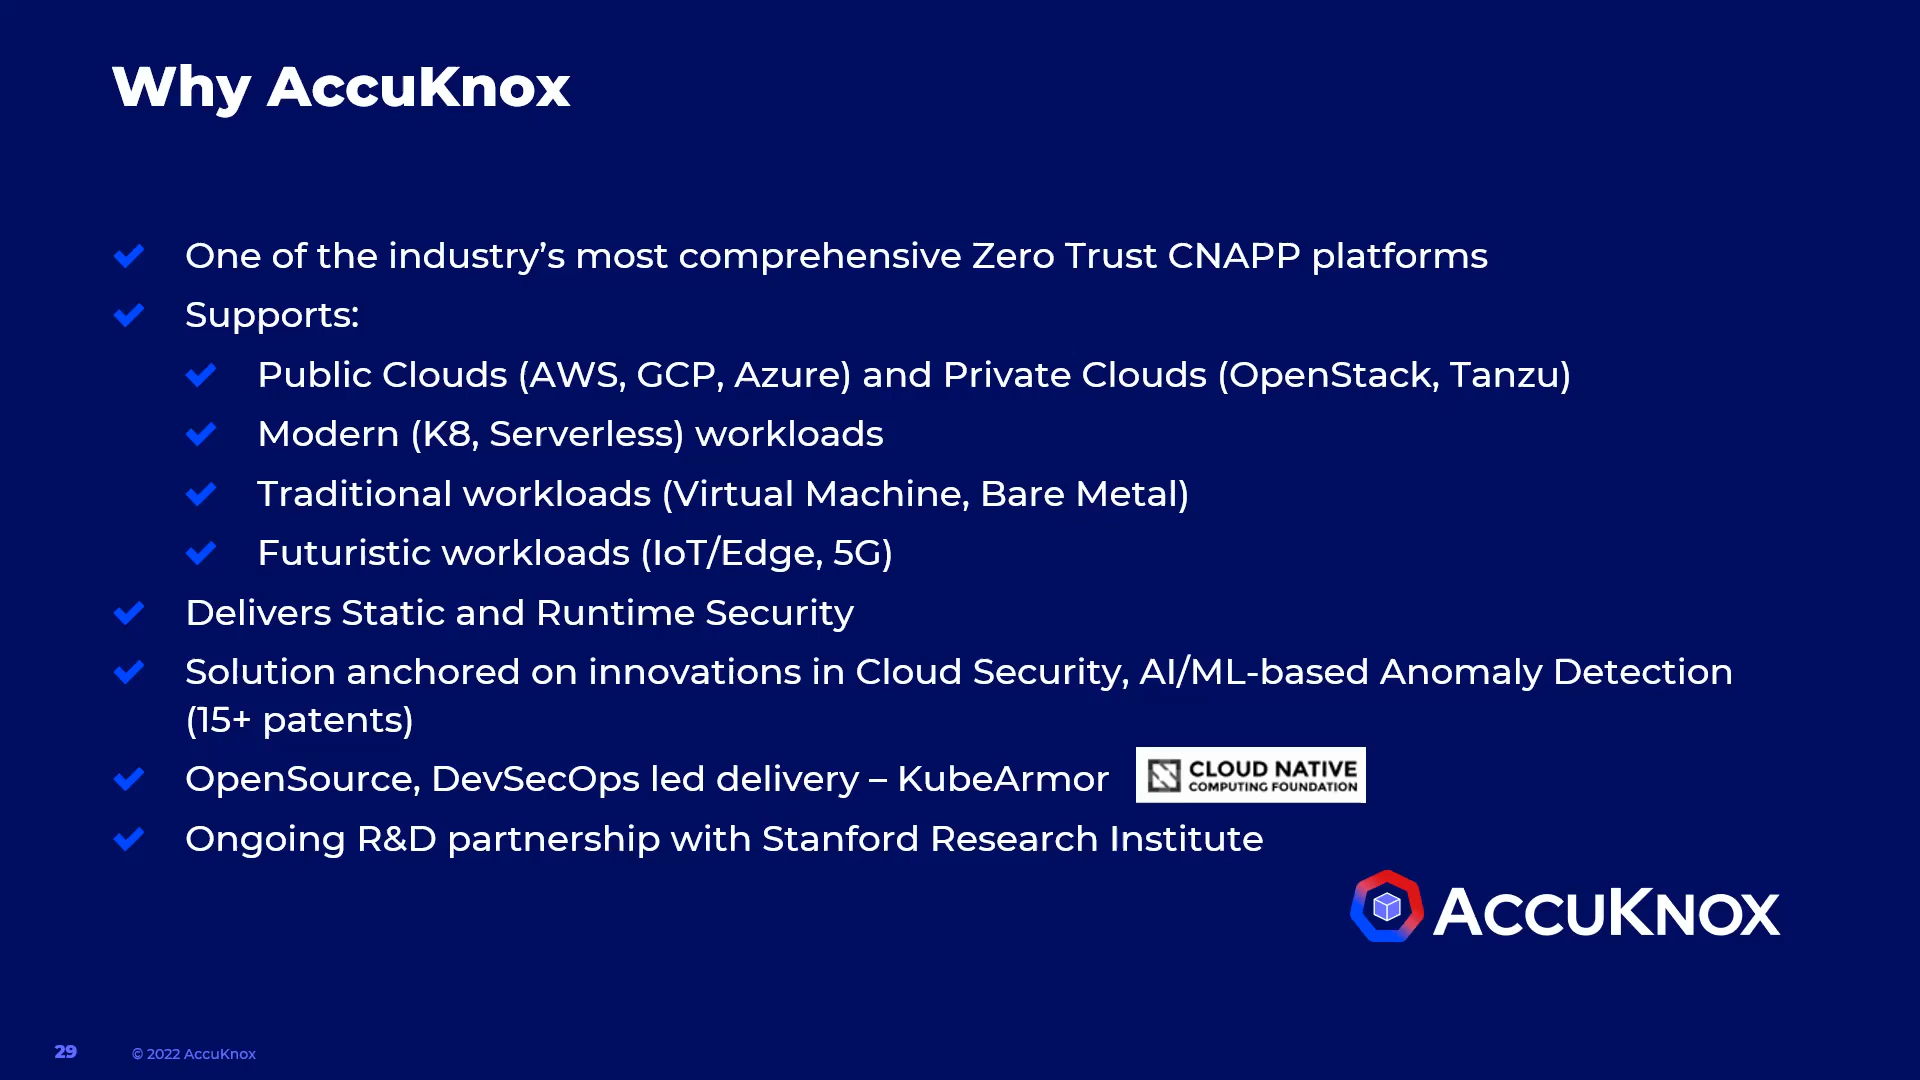 Why AccuKnox
One of the industry’s most comprehensive Zero Trust CNAPP platforms
Supports:
Public Clouds (AWS, GCP, Azure) and Private Clouds (OpenStack, Tanzu)
Modern (K8, Serverless) workloads
Traditional workloads (Virtual Machine, Bare Metal)
Futuristic workloads (IoT/Edge, 5G)
Delivers Static and Runtime Security
Solution anchored on innovations in Cloud Security, AI/ML-based Anomaly Detection
(15+ patents)
OpenSource, DevSecOps led delivery – KubeArmor
CLOUD NATIVE
COMPUTING FOUNDATION
Ongoing R&D partnership with Stanford Research Institute
ACCUKNOX
29
© 2022 AccuKnox